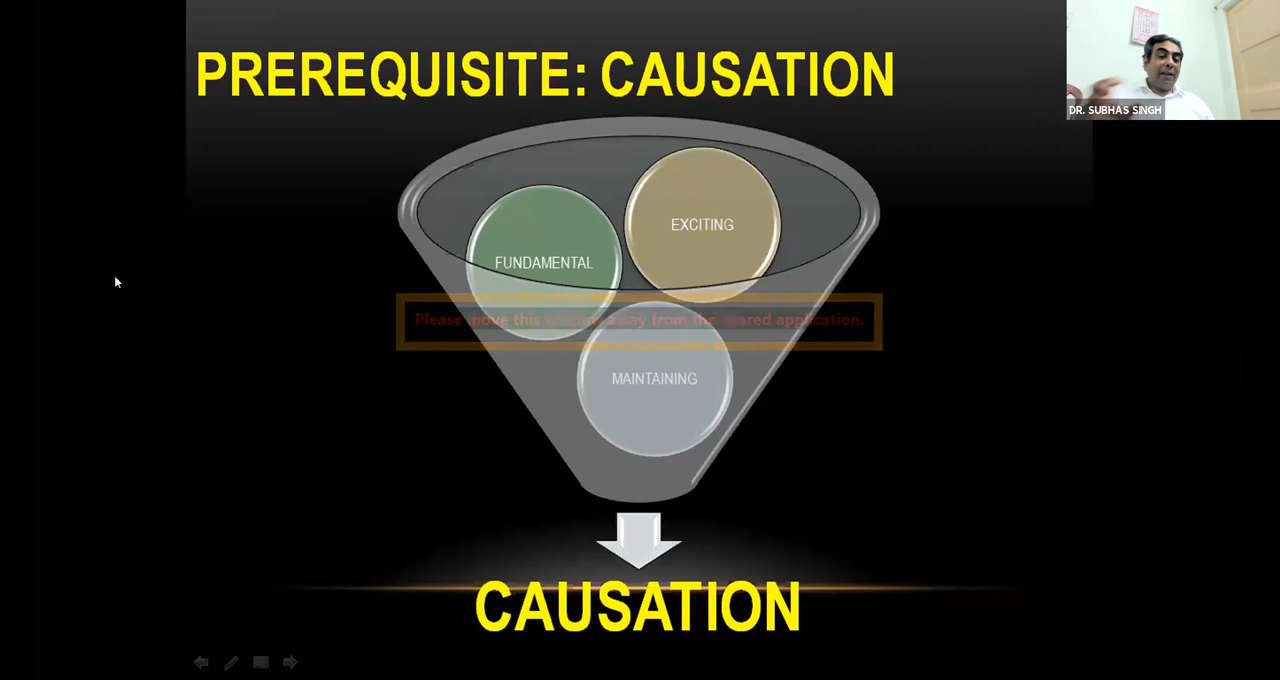 PREREQUISITE: CAUSATION
DR. SUBHAS SINGH
EXCITING
FUNDAMENTAL
Please move this window away from the shared application.
MAINTAINING
CAUSATION